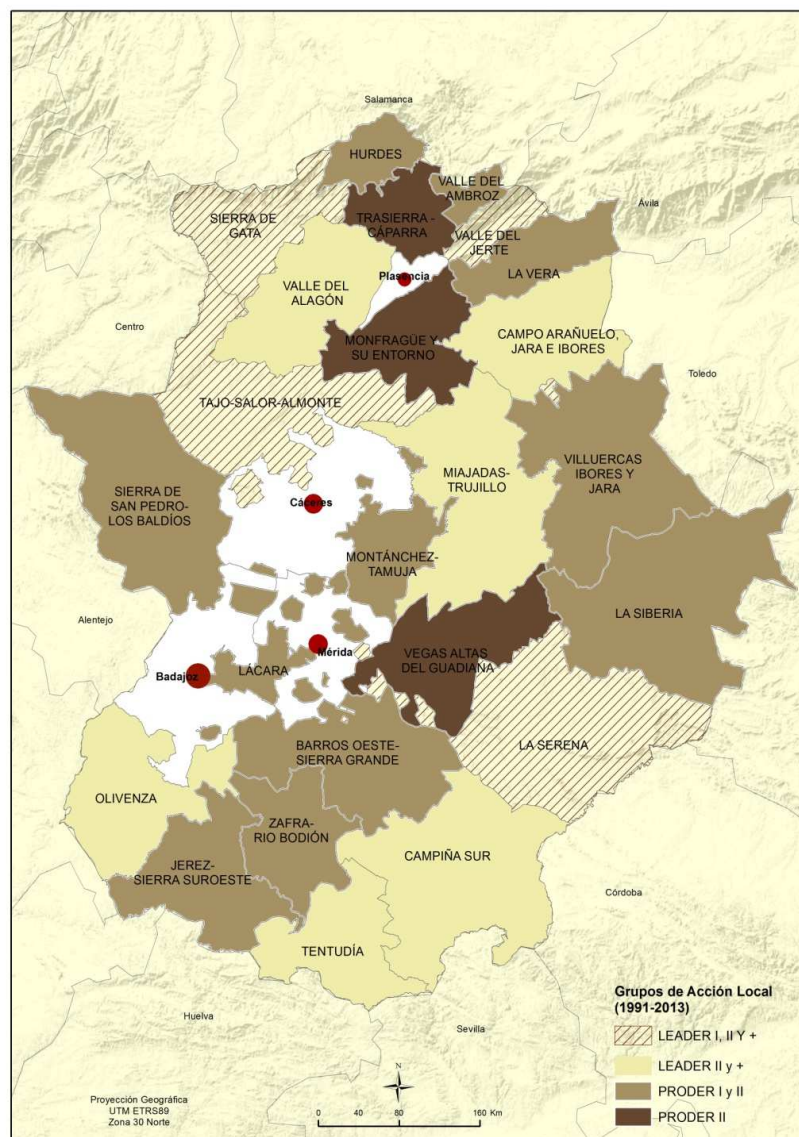 Salamanca
HURDES
VALLE DEL
AMBROZ
SIERRA DE
GATA
TRASIERRA -
CÁPARRA
Ávila
VALLE DEL
JERTE
Plasencia
LA VERA
VALLE DEL
ALAGÓN
Centro
MONFRAGÜE Y
SU ENTORNO
CAMPO ARAÑUELO,
JARA E IBORES
Toledo
TAJO-SALOR-ALMONTE
SIERRA DE
SAN PEDRO-
LOS BALDÍOS
MIAJADAS-
TRUJILLO
VILLUERCAS
IBORES Y
JARA
Cáceres
MONTÁNCHEZ-
TAMUJA
LA SIBERIA
Alentejo
Mérida
Badajoz
LÁCARA
VEGAS ALTAS
DEL GUADIANA
BARROS OESTE-
SIERRA GRANDE
LA SERENA
OLIVENZA
ZAFRA-
RIO BODIÓN
CAMPIÑA SUR
JEREZ-
SIERRA SUROESTE
Córdoba
TENTUDÍA
Huelva
Sevilla
Grupos de Acción Local
(1991-2013)
LEADER I, II Y +
LEADER II y +
PRODER I y II
PRODER II
Proyección Geográfica
UTM ETRS89
Zona 30 Norte
N
0 40 80 160 Km